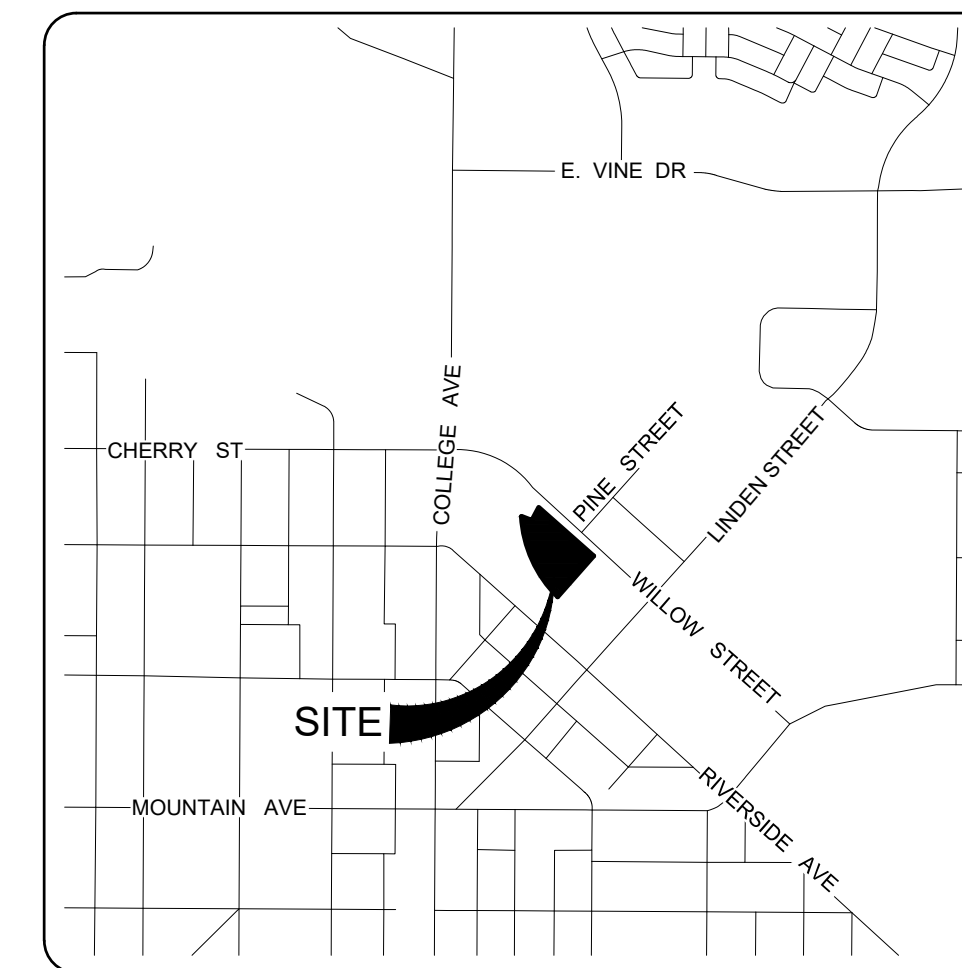 E. VINE DR
COLLEGE AVE
PINE STREET
LINDEN STREET
CHERRY ST
WILLOW STREET
SITE
MOUNTAIN AVE
RIVERSIDE AVE